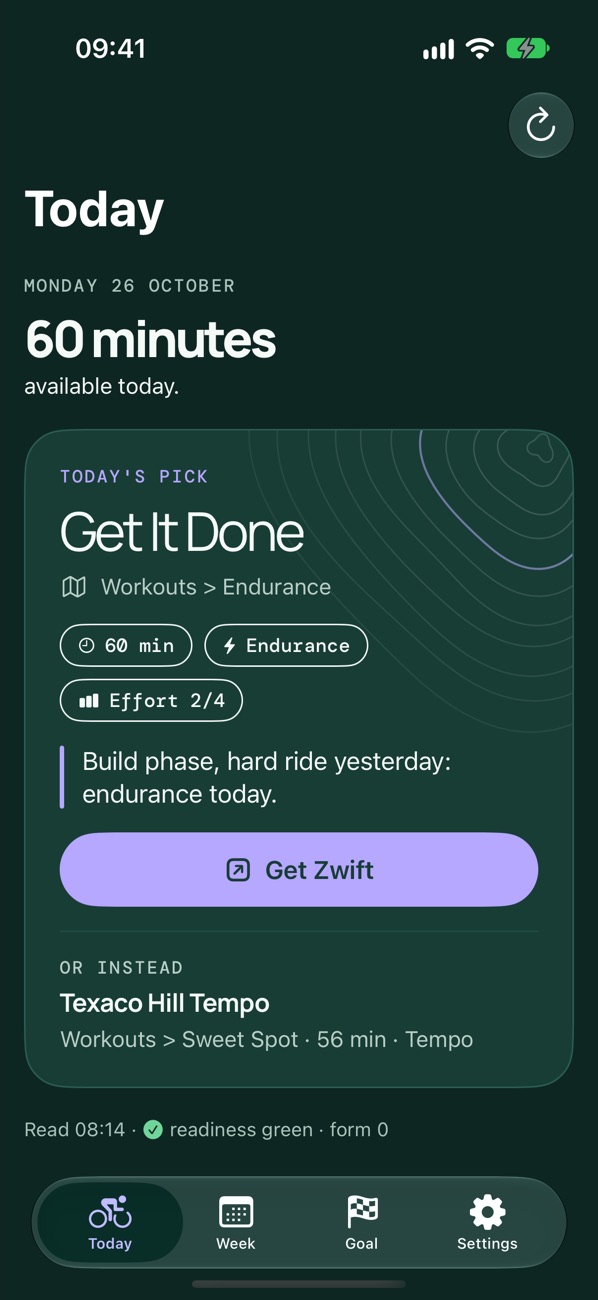 09:41
Today
MONDAY 26 OCTOBER
60 minutes
available today.
TODAY'S PICK
Get It Done
Workouts > Endurance
60 min
Endurance
Effort 2/4
Build phase, hard ride yesterday:
endurance today.
Get Zwift
OR INSTEAD
Texaco Hill Tempo
Workouts > Sweet Spot · 56 min · Tempo
Read 08:14 · readiness green · form 0
Today
Week
Goal
Settings